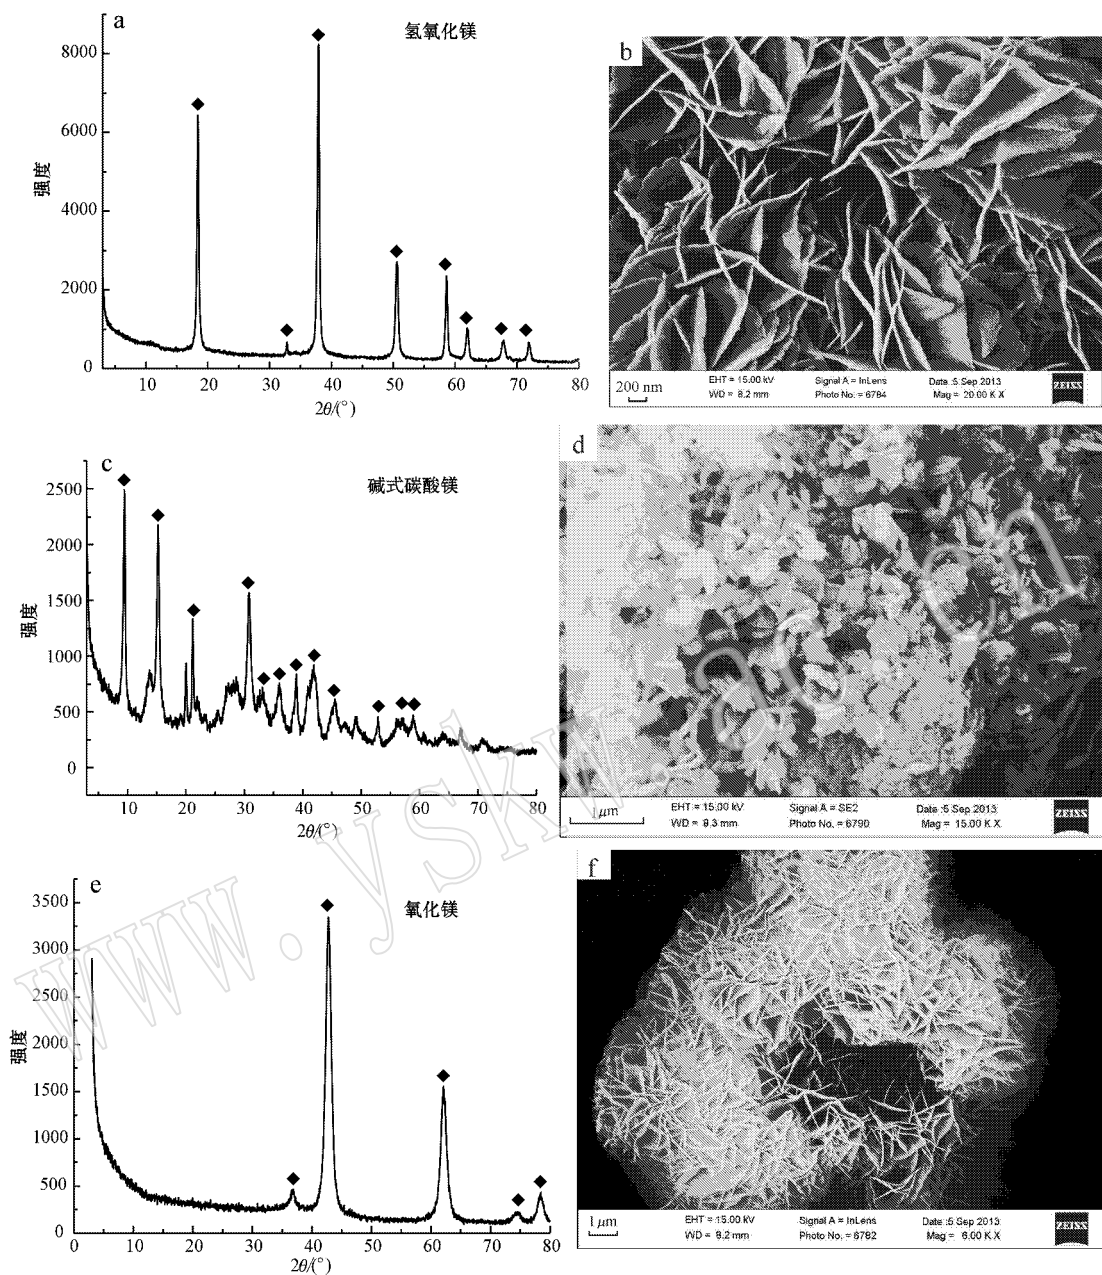 a
氢氧化镁
8000
6000
4000
2000
0
强度
10 20 30 40 50 60 70 80
2θ/(°)
b
200 nm
EHT = 15.00 kV
WD = 8.2 mm
Signal A = InLens
Photo No. = 6784
Date :5 Sep 2013
Mag = 20.00 K X
ZEISS
c
碱式碳酸镁
2500
2000
1500
1000
500
0
强度
10 20 30 40 50 60 70 80
2θ/(°)
d
1 μm
EHT = 15.00 kV
WD = 8.3 mm
Signal A = SE2
Photo No. = 6790
Date :5 Sep 2013
Mag = 15.00 K X
ZEISS
e
氧化镁
3500
3000
2500
2000
1500
1000
500
0
强度
10 20 30 40 50 60 70 80
2θ/(°)
f
1 μm
EHT = 15.00 kV
WD = 8.2 mm
Signal A = InLens
Photo No. = 6782
Date :5 Sep 2013
Mag = 6.00 K X
ZEISS
www.yskw.ac.cn